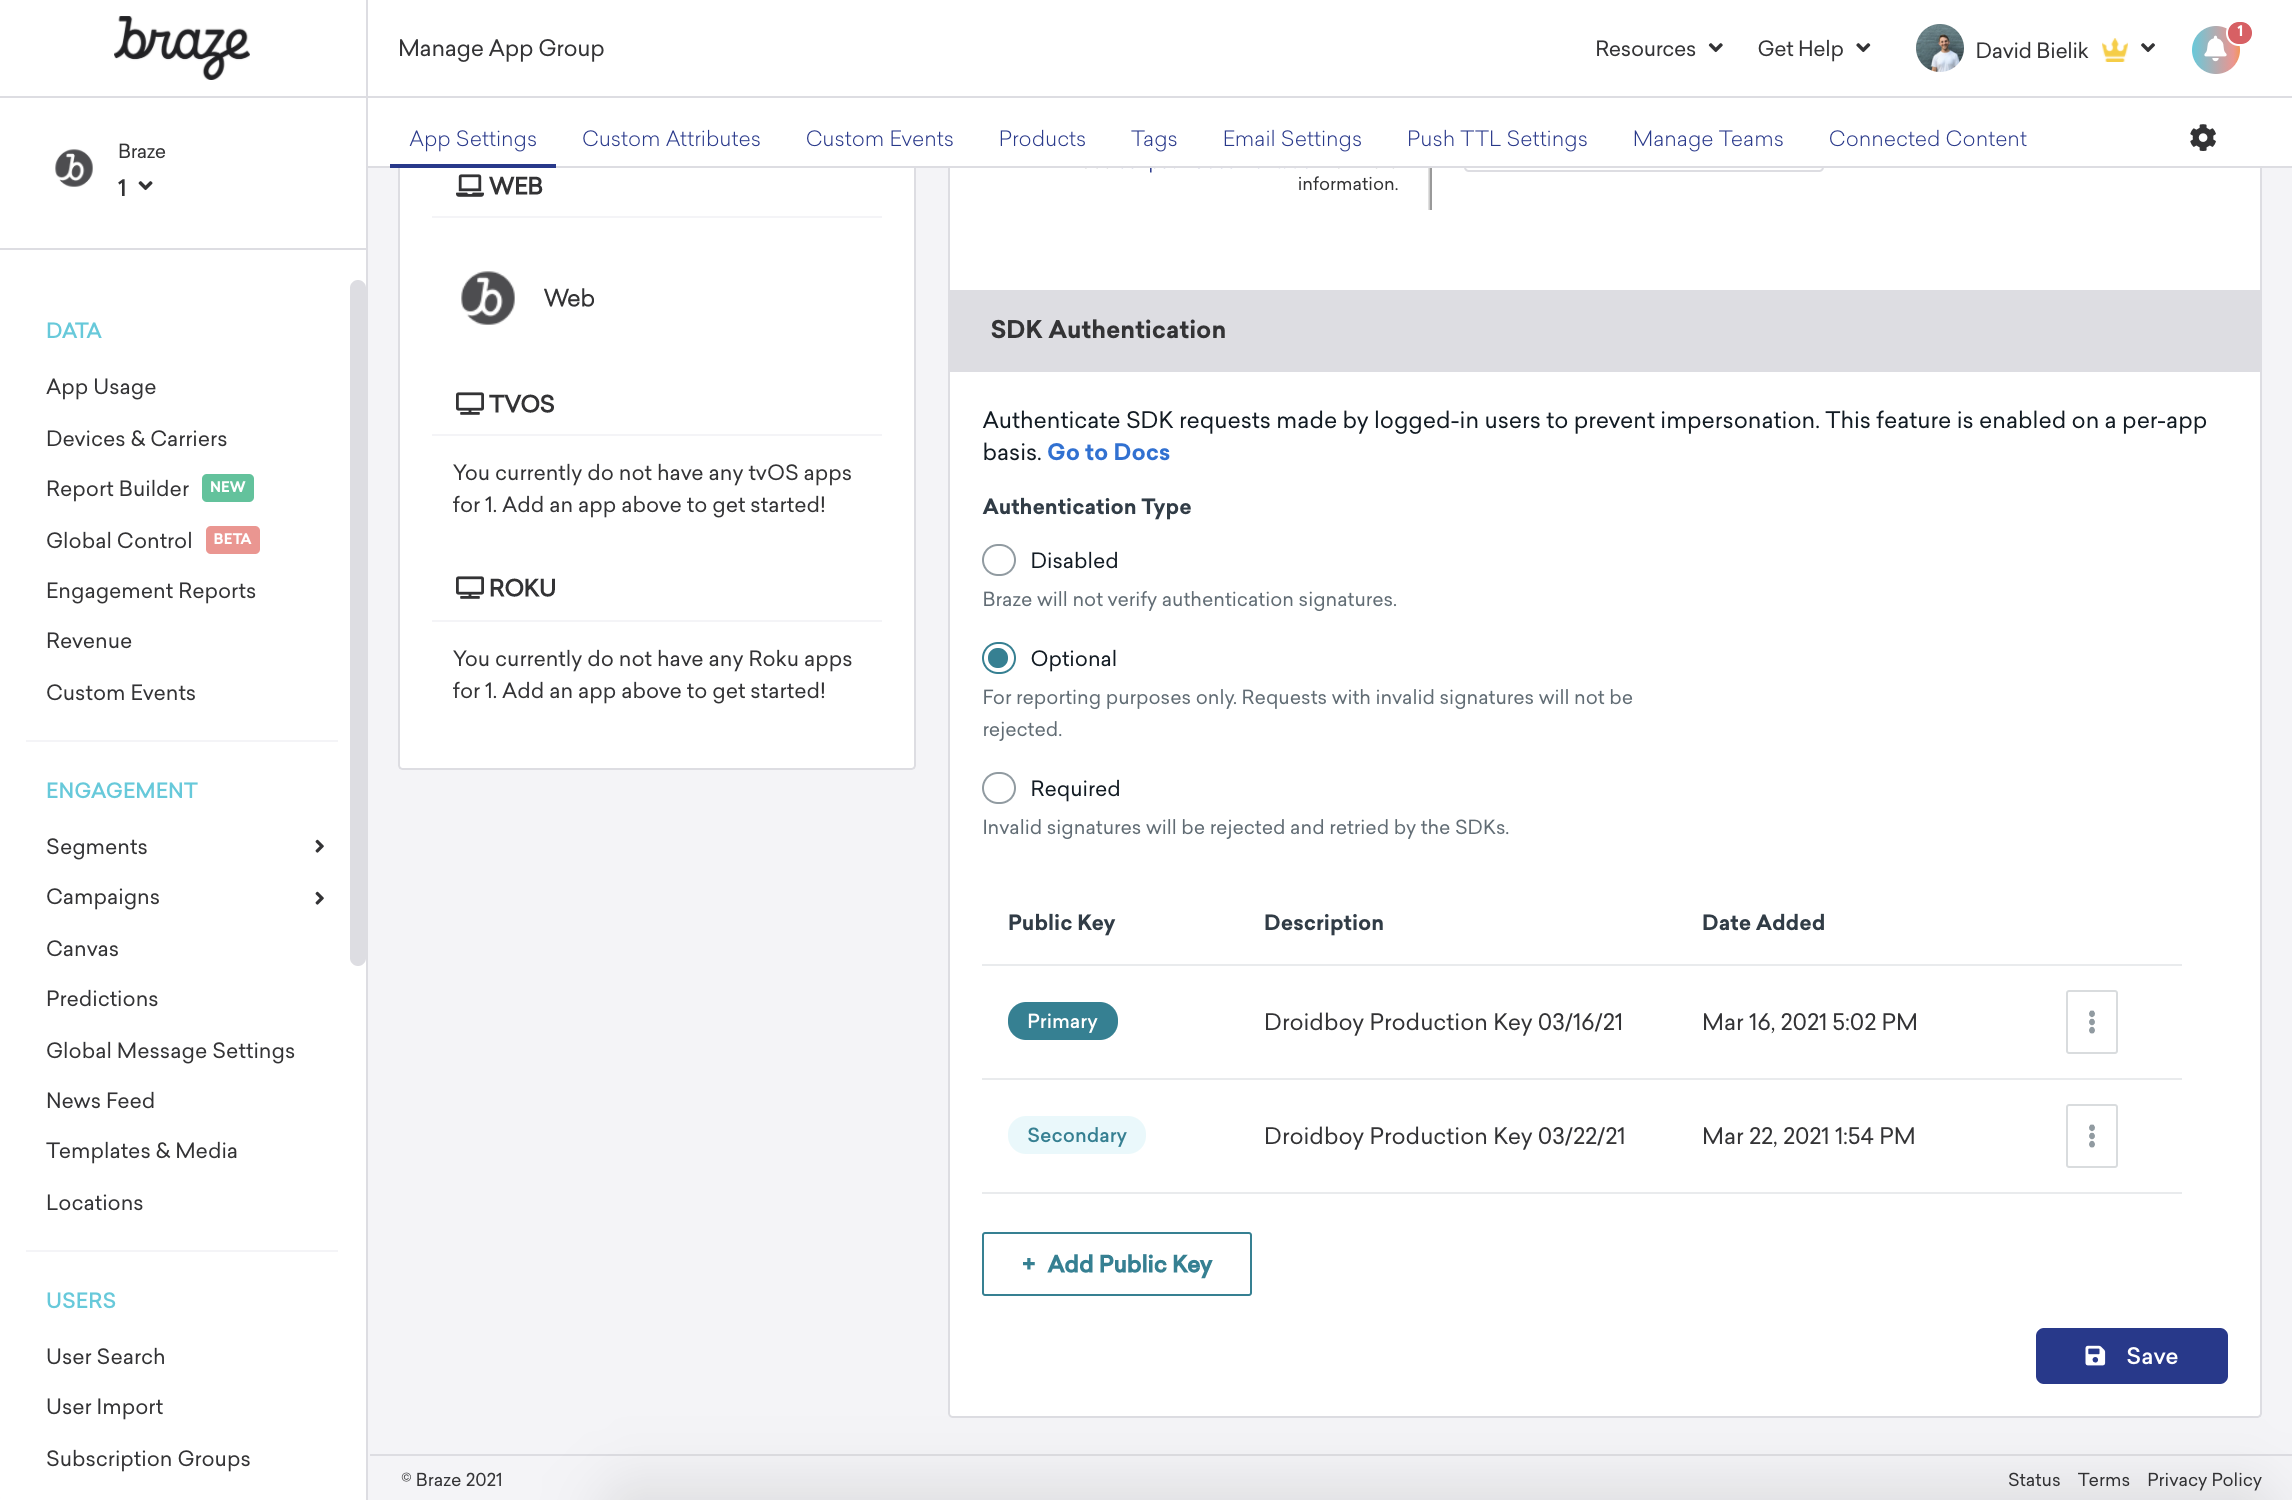 braze
Manage App Group
Resources
Get Help
David Bielik
1
Braze
1
App Settings
Custom Attributes
Custom Events
Products
Tags
Email Settings
Push TTL Settings
Manage Teams
Connected Content
DATA
App Usage
Devices & Carriers
Report Builder NEW
Global Control BETA
Engagement Reports
Revenue
Custom Events
ENGAGEMENT
Segments
Campaigns
Canvas
Predictions
Global Message Settings
News Feed
Templates & Media
Locations
USERS
User Search
User Import
Subscription Groups
WEB
Web
TVOS
You currently do not have any tvOS apps
for 1. Add an app above to get started!
ROKU
You currently do not have any Roku apps
for 1. Add an app above to get started!
information.
SDK Authentication
Authenticate SDK requests made by logged-in users to prevent impersonation. This feature is enabled on a per-app
basis. Go to Docs
Authentication Type
Disabled
Braze will not verify authentication signatures.
Optional
For reporting purposes only. Requests with invalid signatures will not be
rejected.
Required
Invalid signatures will be rejected and retried by the SDKs.
Public Key Description Date Added
Primary Droidboy Production Key 03/16/21 Mar 16, 2021 5:02 PM
Secondary Droidboy Production Key 03/22/21 Mar 22, 2021 1:54 PM
+ Add Public Key
Save
© Braze 2021
Status Terms Privacy Policy